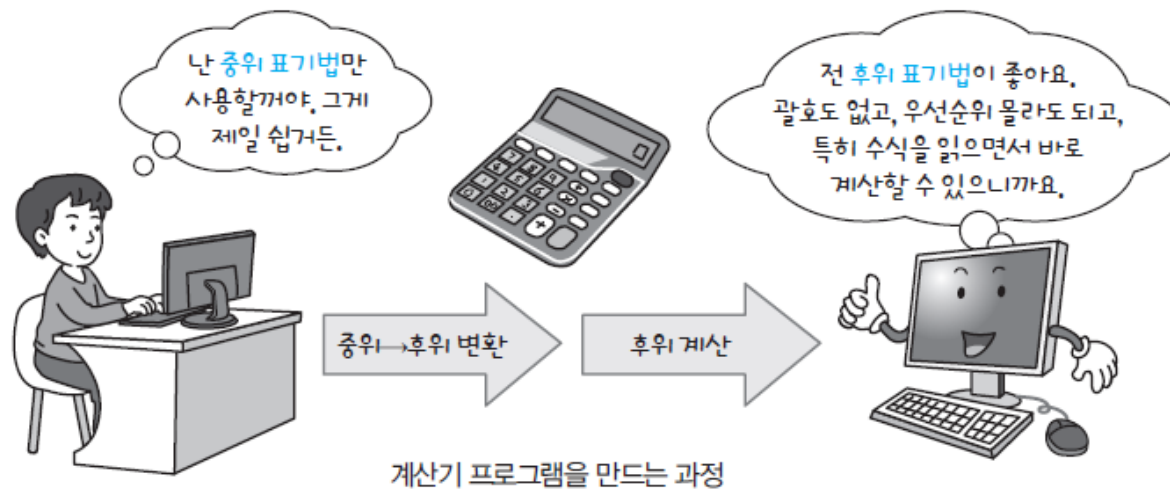 난 중위 표기법만
사용할꺼야. 그게
제일 쉽거든.
전 후위 표기법이 좋아요.
괄호도 없고, 우선순위 몰라도 되고,
특히 수식을 읽으면서 바로
계산할 수 있으니까요.
중위→후위 변환
후위 계산
계산기 프로그램을 만드는 과정